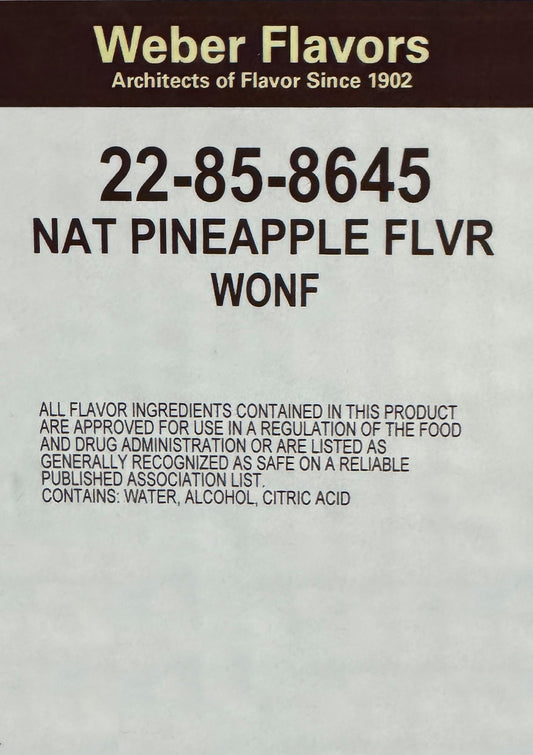 Weber Flavors
Architects of Flavor Since 1902
22-85-8645
NAT PINEAPPLE FLVR
WONF
ALL FLAVOR INGREDIENTS CONTAINED IN THIS PRODUCT
ARE APPROVED FOR USE IN A REGULATION OF THE FOOD
AND DRUG ADMINISTRATION OR ARE LISTED AS
GENERALLY RECOGNIZED AS SAFE ON A RELIABLE
PUBLISHED ASSOCIATION LIST.
CONTAINS: WATER, ALCOHOL, CITRIC ACID